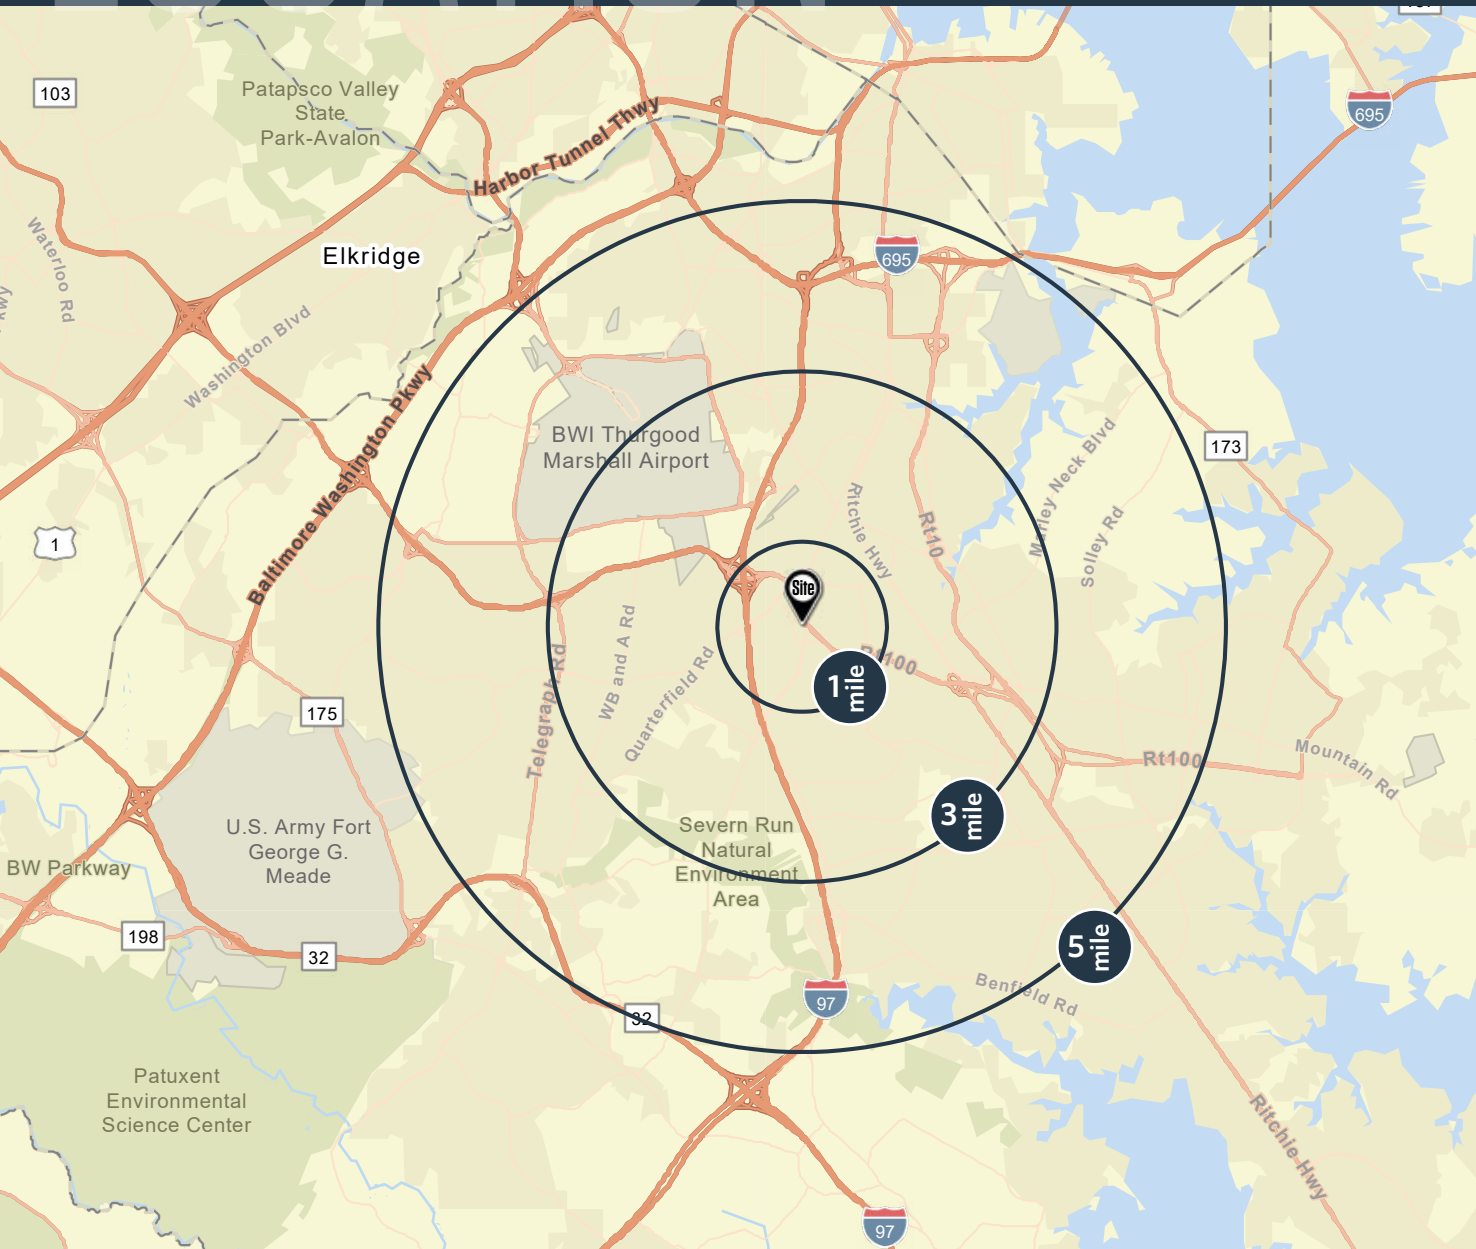 103
Patapsco Valley
State
Park-Avalon
Harbor Tunnel Thwy
695
Waterloo Rd
Elkridge
695
Washington Blvd
Baltimore Washington Pkwy
BWI Thurgood
Marshall Airport
173
Marley Neck Blvd
Ritchie Hwy
Rt10
Solley Rd
1
Site
WB and A Rd
Quarterfield Rd
Telegraph Rd
Rt100
1 mile
175
Rt100
Mountain Rd
3 mile
U.S. Army Fort
George G.
Meade
Severn Run
Natural
Environment
Area
BW Parkway
198
32
5 mile
97
Benfield Rd
32
Patuxent
Environmental
Science Center
Ritchie Hwy
97